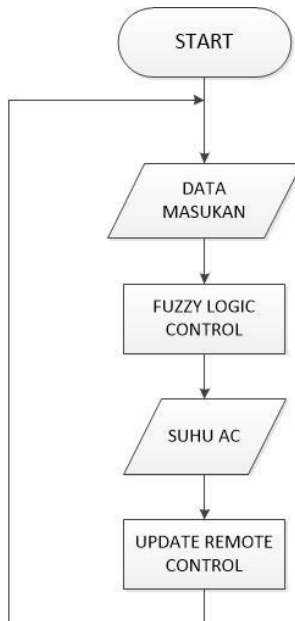 START
DATA
MASUKAN
FUZZY LOGIC
CONTROL
SUHU AC
UPDATE REMOTE
CONTROL